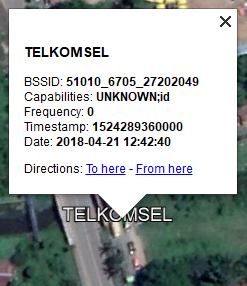 TELKOMSEL
BSSID: 51010_6705_27202049
Capabilities: UNKNOWN;id
Frequency: 0
Timestamp: 1524289360000
Date: 2018-04-21 12:42:40
Directions: To here - From here
TELKOMSEL